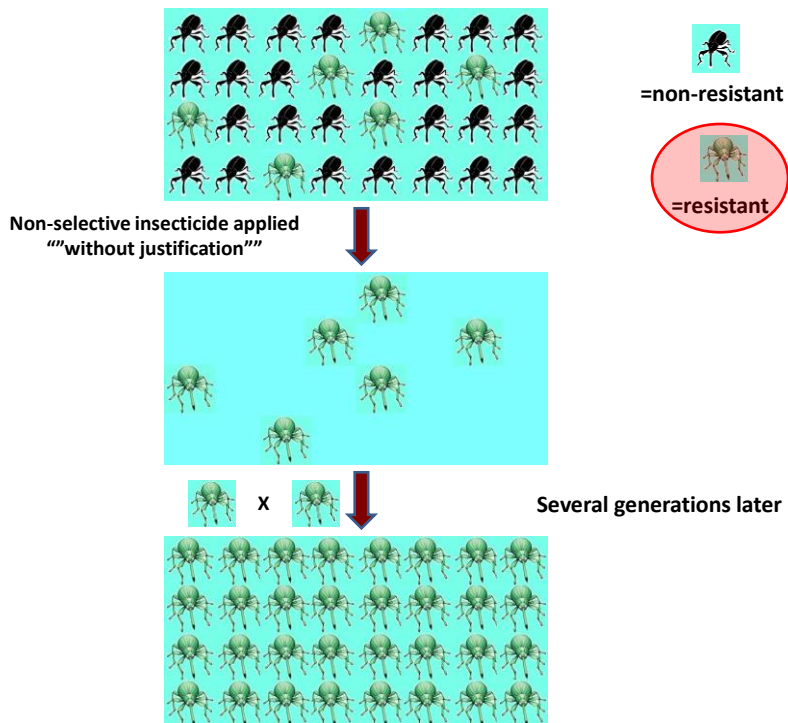 =non-resistant
=resistant
Non-selective insecticide applied
“”without justification””
X
Several generations later